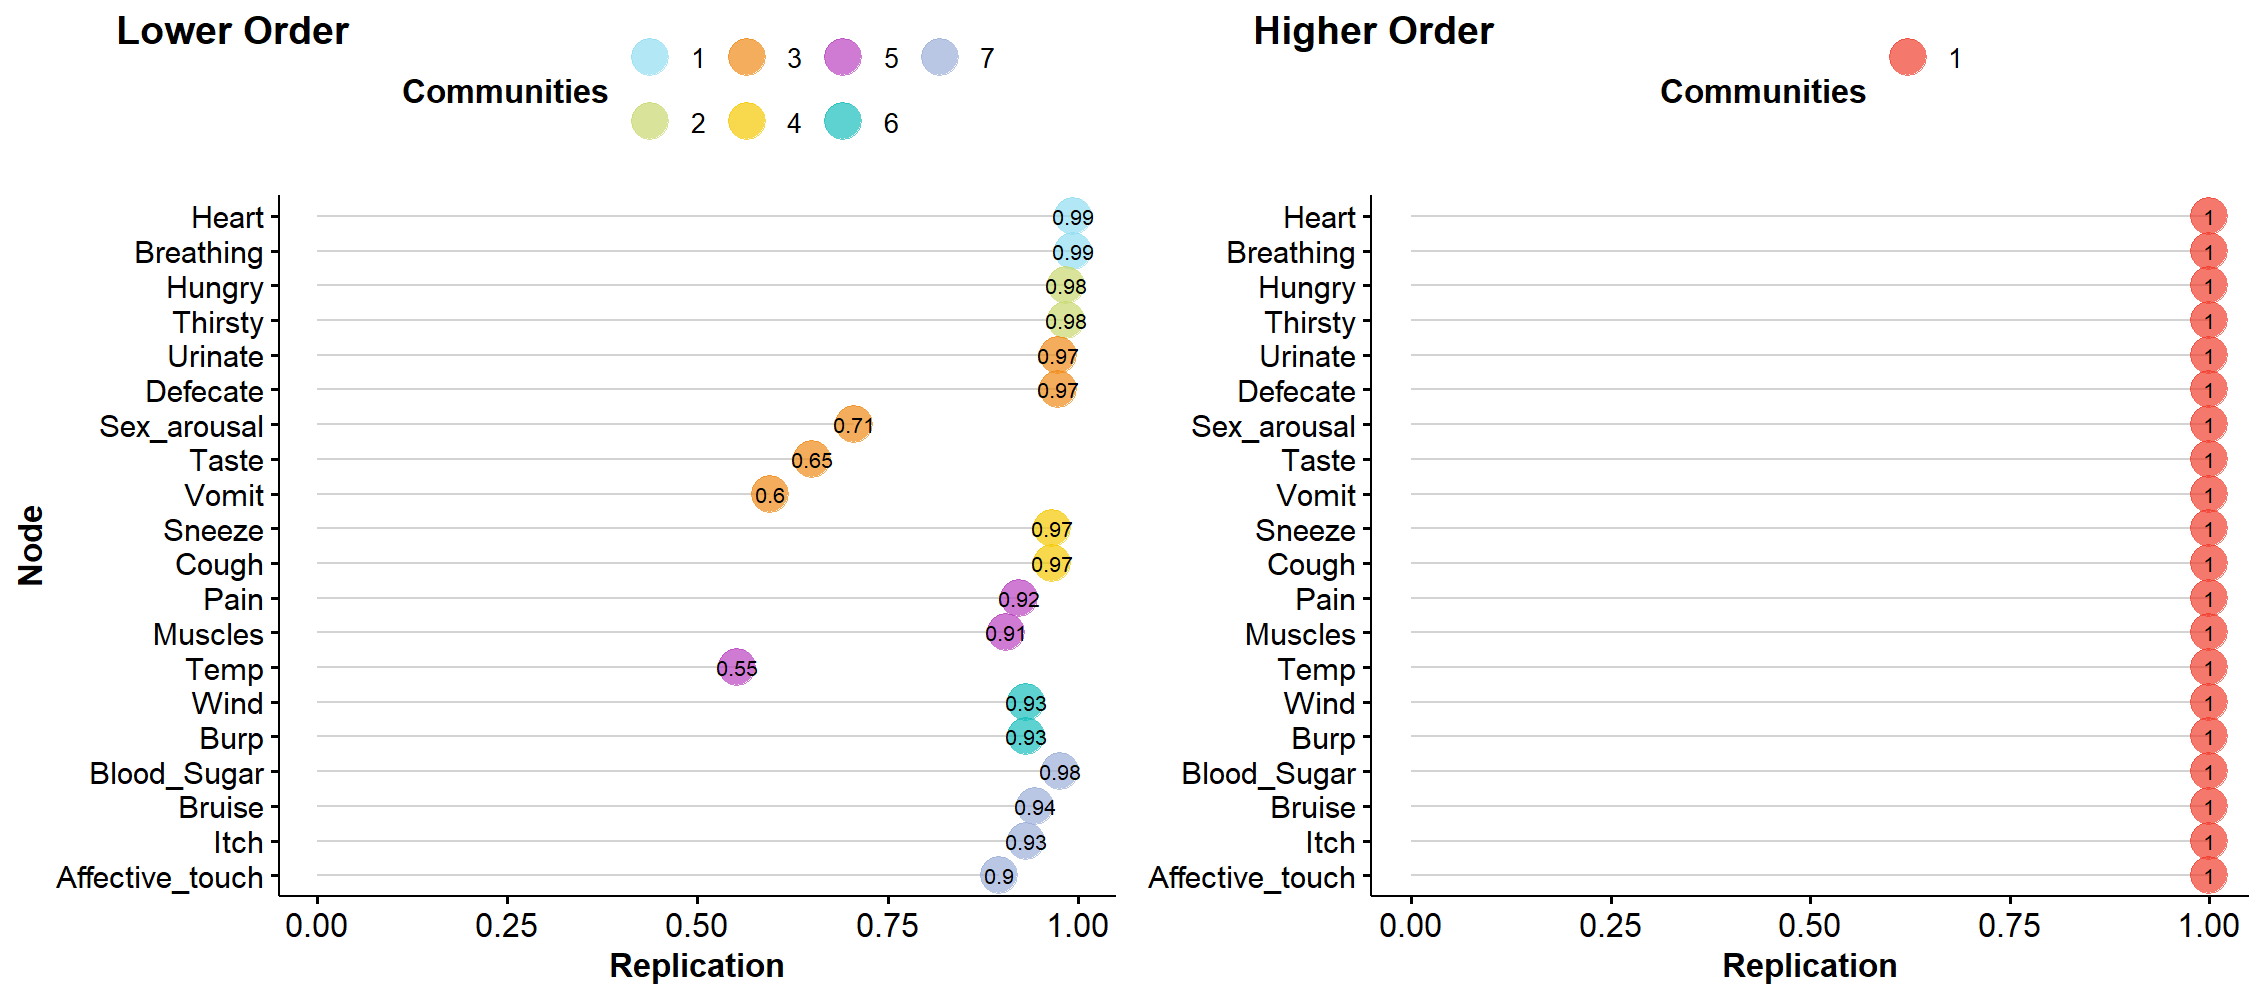 Lower Order
Communities
1 3 5 7
2 4 6
Node
Heart 0.99
Breathing 0.99
Hungry 0.98
Thirsty 0.98
Urinate 0.97
Defecate 0.97
Sex_arousal 0.71
Taste 0.65
Vomit 0.6
Sneeze 0.97
Cough 0.97
Pain 0.92
Muscles 0.91
Temp 0.55
Wind 0.93
Burp 0.93
Blood_Sugar 0.98
Bruise 0.94
Itch 0.93
Affective_touch 0.9
0.00 0.25 0.50 0.75 1.00
Replication
Higher Order
Communities
1
Heart 1
Breathing 1
Hungry 1
Thirsty 1
Urinate 1
Defecate 1
Sex_arousal 1
Taste 1
Vomit 1
Sneeze 1
Cough 1
Pain 1
Muscles 1
Temp 1
Wind 1
Burp 1
Blood_Sugar 1
Bruise 1
Itch 1
Affective_touch 1
0.00 0.25 0.50 0.75 1.00
Replication